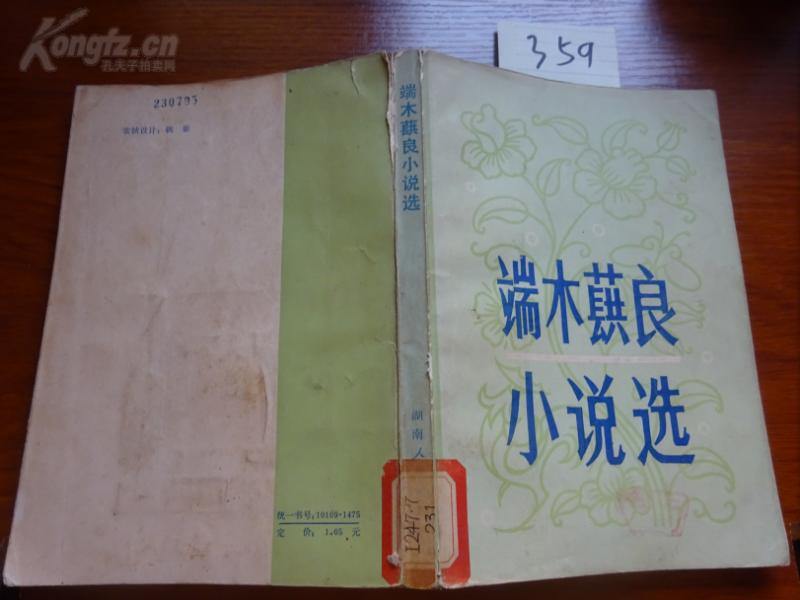 Kongfz.cn
孔夫子拍卖网
359
230793
装帧设计：
统一书号：10109·1475
定 价： 1.05 元
端木蕻良小说选
湖南人
I247.7
231
端木蕻良
小说选